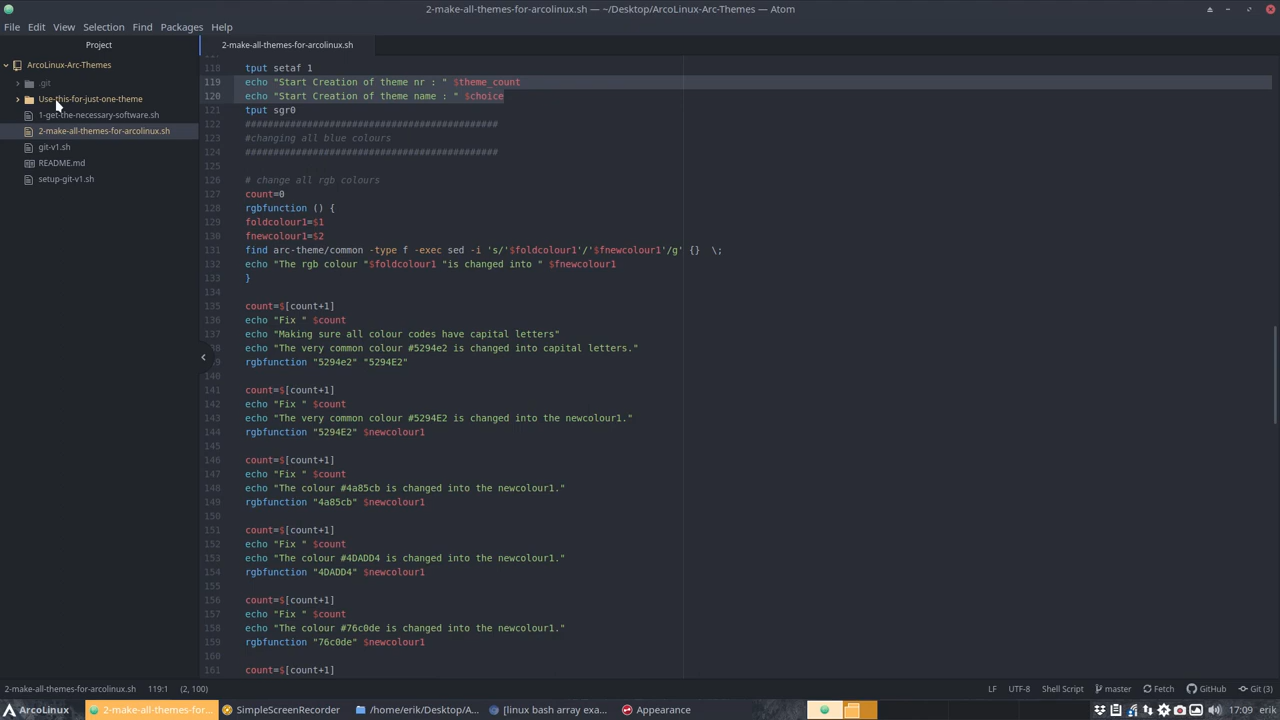 2-make-all-themes-for-arcolinux.sh — ~/Desktop/ArcoLinux-Arc-Themes — Atom
File Edit View Selection Find Packages Help
Project
2-make-all-themes-for-arcolinux.sh
ArcoLinux-Arc-Themes
.git
Use-this-for-just-one-theme
1-get-the-necessary-software.sh
2-make-all-themes-for-arcolinux.sh
git-v1.sh
README.md
setup-git-v1.sh
118 tput setaf 1
119 echo "Start Creation of theme nr : " $theme_count
120 echo "Start Creation of theme name : " $choice
121 tput sgr0
122 #############################################
123 #changing all blue colours
124 #############################################
125
126 # change all rgb colours
127 count=0
128 rgbfunction () {
129 foldcolour1=$1
130 fnewcolour1=$2
131 find arc-theme/common -type f -exec sed -i 's/'$foldcolour1'/'$fnewcolour1'/g' {}  \;
132 echo "The rgb colour "$foldcolour1 "is changed into " $fnewcolour1
133 }
134
135 count=$[count+1]
136 echo "Fix " $count
137 echo "Making sure all colour codes have capital letters"
138 echo "The very common colour #5294e2 is changed into capital letters."
39 rgbfunction "5294e2" "5294E2"
140
141 count=$[count+1]
142 echo "Fix " $count
143 echo "The very common colour #5294E2 is changed into the newcolour1."
144 rgbfunction "5294E2" $newcolour1
145
146 count=$[count+1]
147 echo "Fix " $count
148 echo "The colour #4a85cb is changed into the newcolour1."
149 rgbfunction "4a85cb" $newcolour1
150
151 count=$[count+1]
152 echo "Fix " $count
153 echo "The colour #4DADD4 is changed into the newcolour1."
154 rgbfunction "4DADD4" $newcolour1
155
156 count=$[count+1]
157 echo "Fix " $count
158 echo "The colour #76c0de is changed into the newcolour1."
159 rgbfunction "76c0de" $newcolour1
160
161 count=$[count+1]
2-make-all-themes-for-arcolinux.sh 119:1 (2, 100) LF UTF-8 Shell Script master Fetch GitHub Git (3)
ArcoLinux 2-make-all-themes-for-arcolinux... SimpleScreenRecorder /home/erik/Desktop/A... [linux bash array exa... Appearance 17:09 erik